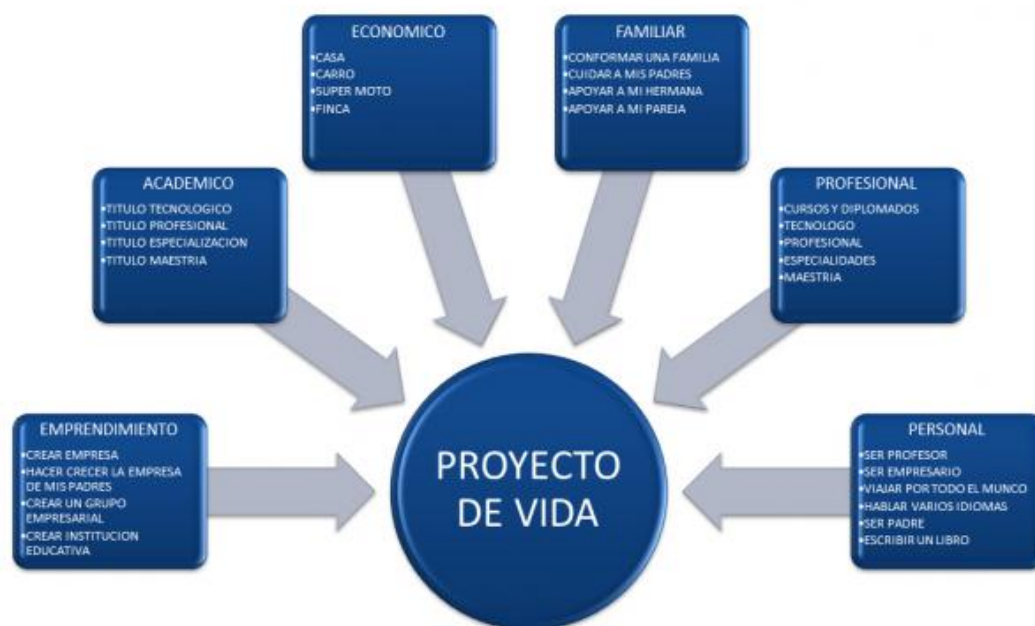 ECONOMICO
•CASA
•CARRO
•SUPER MOTO
•FINCA
FAMILIAR
•CONFORMAR UNA FAMILIA
•CUIDAR A MIS PADRES
•APOYAR A MI HERMANA
•APOYAR A MI PAREJA
ACADEMICO
•TITULO TECNOLOGICO
•TITULO PROFESIONAL
•TITULO ESPECIALIZACION
•TITULO MAESTRIA
PROFESIONAL
•CURSOS Y DIPLOMADOS
•TECNOLOGO
•PROFESIONAL
•ESPECIALIDADES
•MAESTRIA
EMPRENDIMIENTO
•CREAR EMPRESA
•HACER CRECER LA EMPRESA
DE MIS PADRES
•CREAR UN GRUPO
EMPRESARIAL
•CREAR INSTITUCION
EDUCATIVA
PROYECTO
DE VIDA
PERSONAL
•SER PROFESOR
•SER EMPRESARIO
•VIAJAR POR TODO EL MUNCO
•HABLAR VARIOS IDIOMAS
•SER PADRE
•ESCRIBIR UN LIBRO